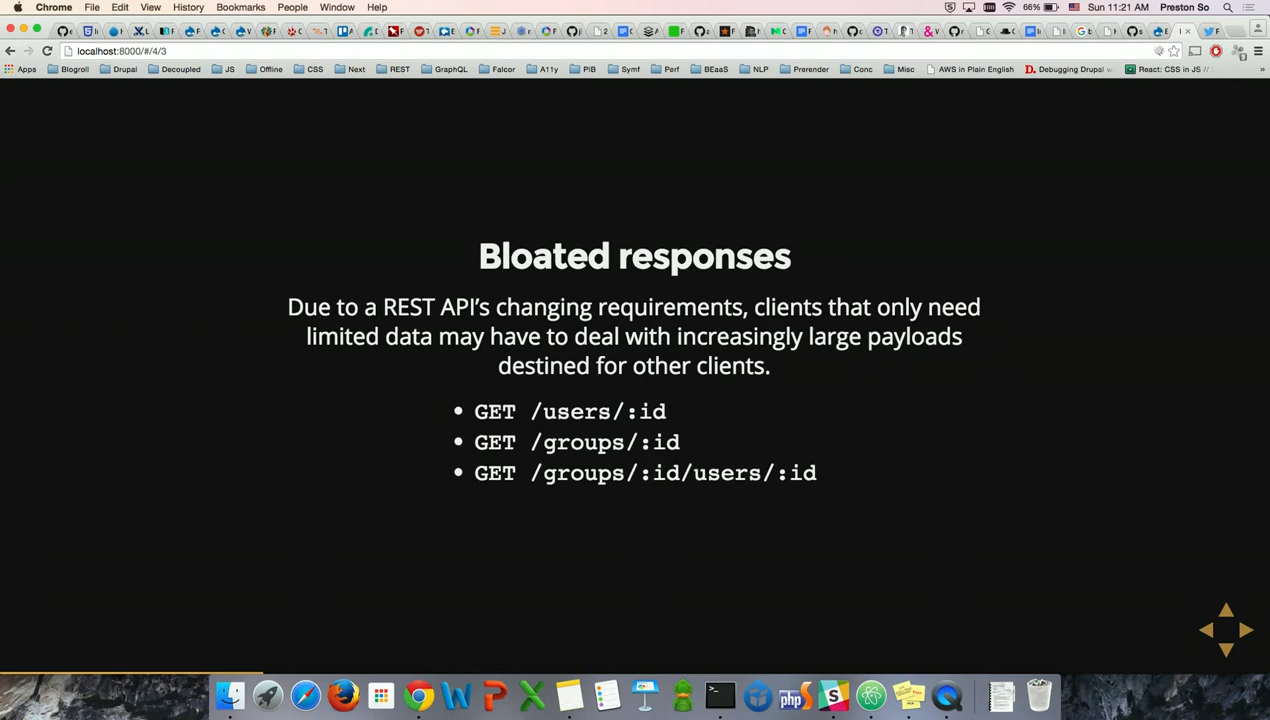 Chrome File Edit View History Bookmarks People Window Help 66% Sun 11:21 AM Preston So
localhost:8000/#/4/3
Apps Blogroll Drupal Decoupled JS Offline CSS Next REST GraphQL Falcor A11y PIB Symf Perf BEaaS NLP Prerender Conc Misc AWS in Plain English Debugging Drupal React: CSS in JS //
Bloated responses
Due to a REST API’s changing requirements, clients that only need
limited data may have to deal with increasingly large payloads
destined for other clients.
• GET /users/:id
• GET /groups/:id
• GET /groups/:id/users/:id